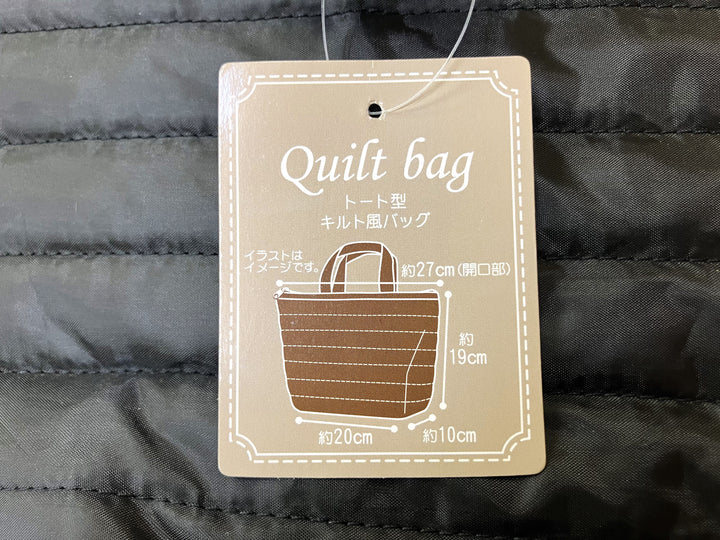 Quilt bag
トート型
キルト風バッグ
イラストは
イメージです。
約27cm(開口部)
約
19cm
約20cm
約10cm